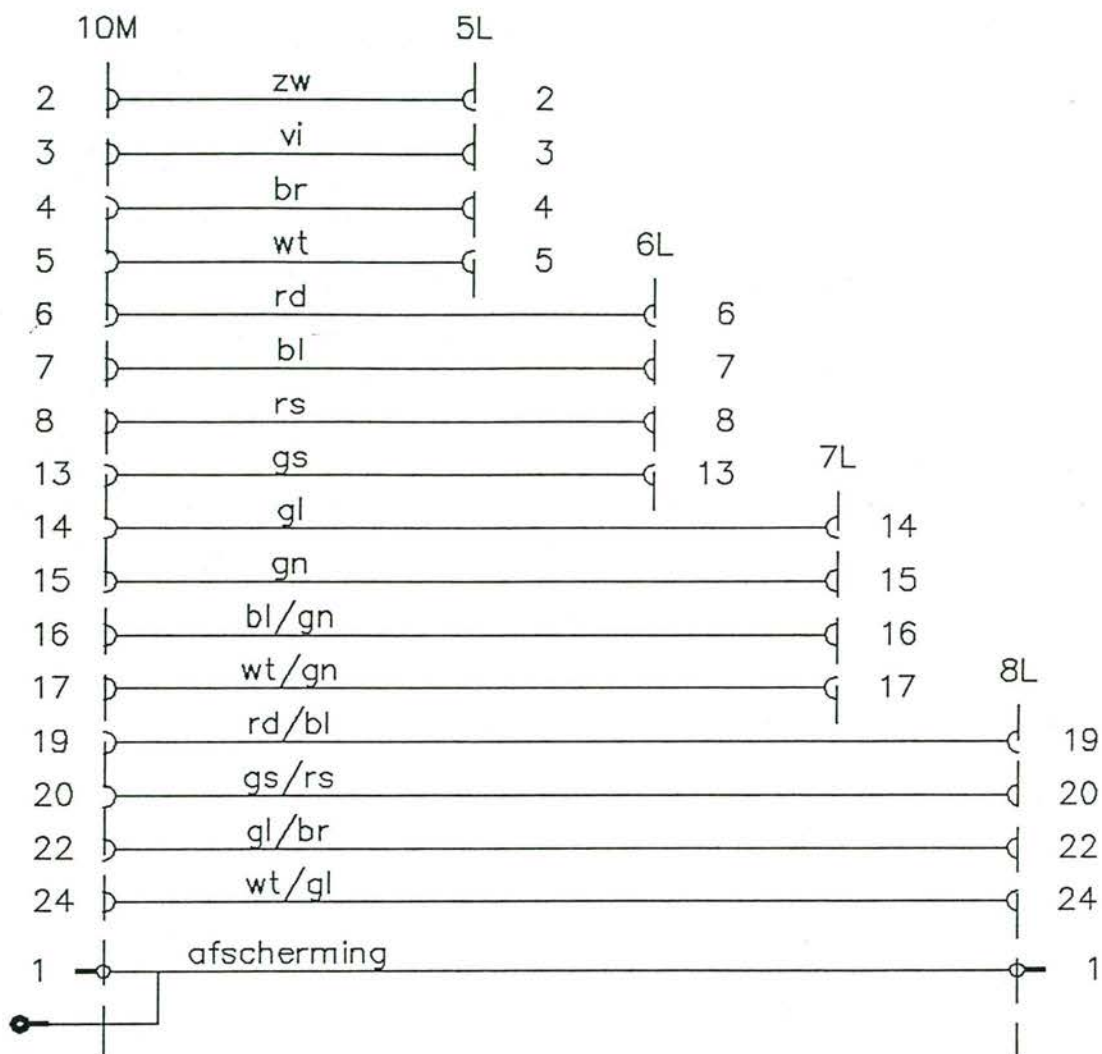 10M 5L
2 zw 2
3 vi 3
4 br 4
5 wt 5 6L
6 rd 6
7 bl 7
8 rs 8
13 gs 13 7L
14 gl 14
15 gn 15
16 bl/gn 16
17 wt/gn 17 8L
19 rd/bl 19
20 gs/rs 20
22 gl/br 22
24 wt/gl 24
1 afscherming 1